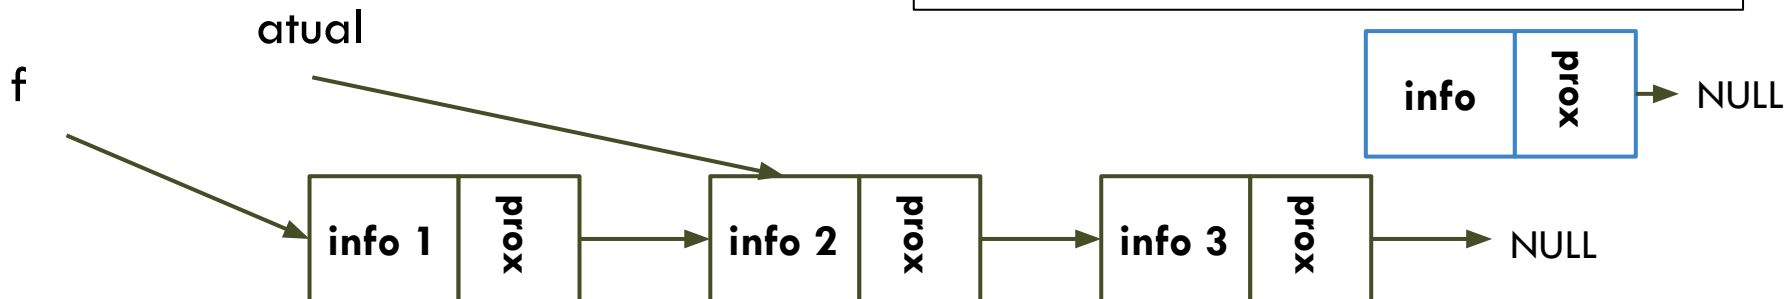 atual
f
info prox NULL
info 1 prox info 2 prox info 3 prox NULL